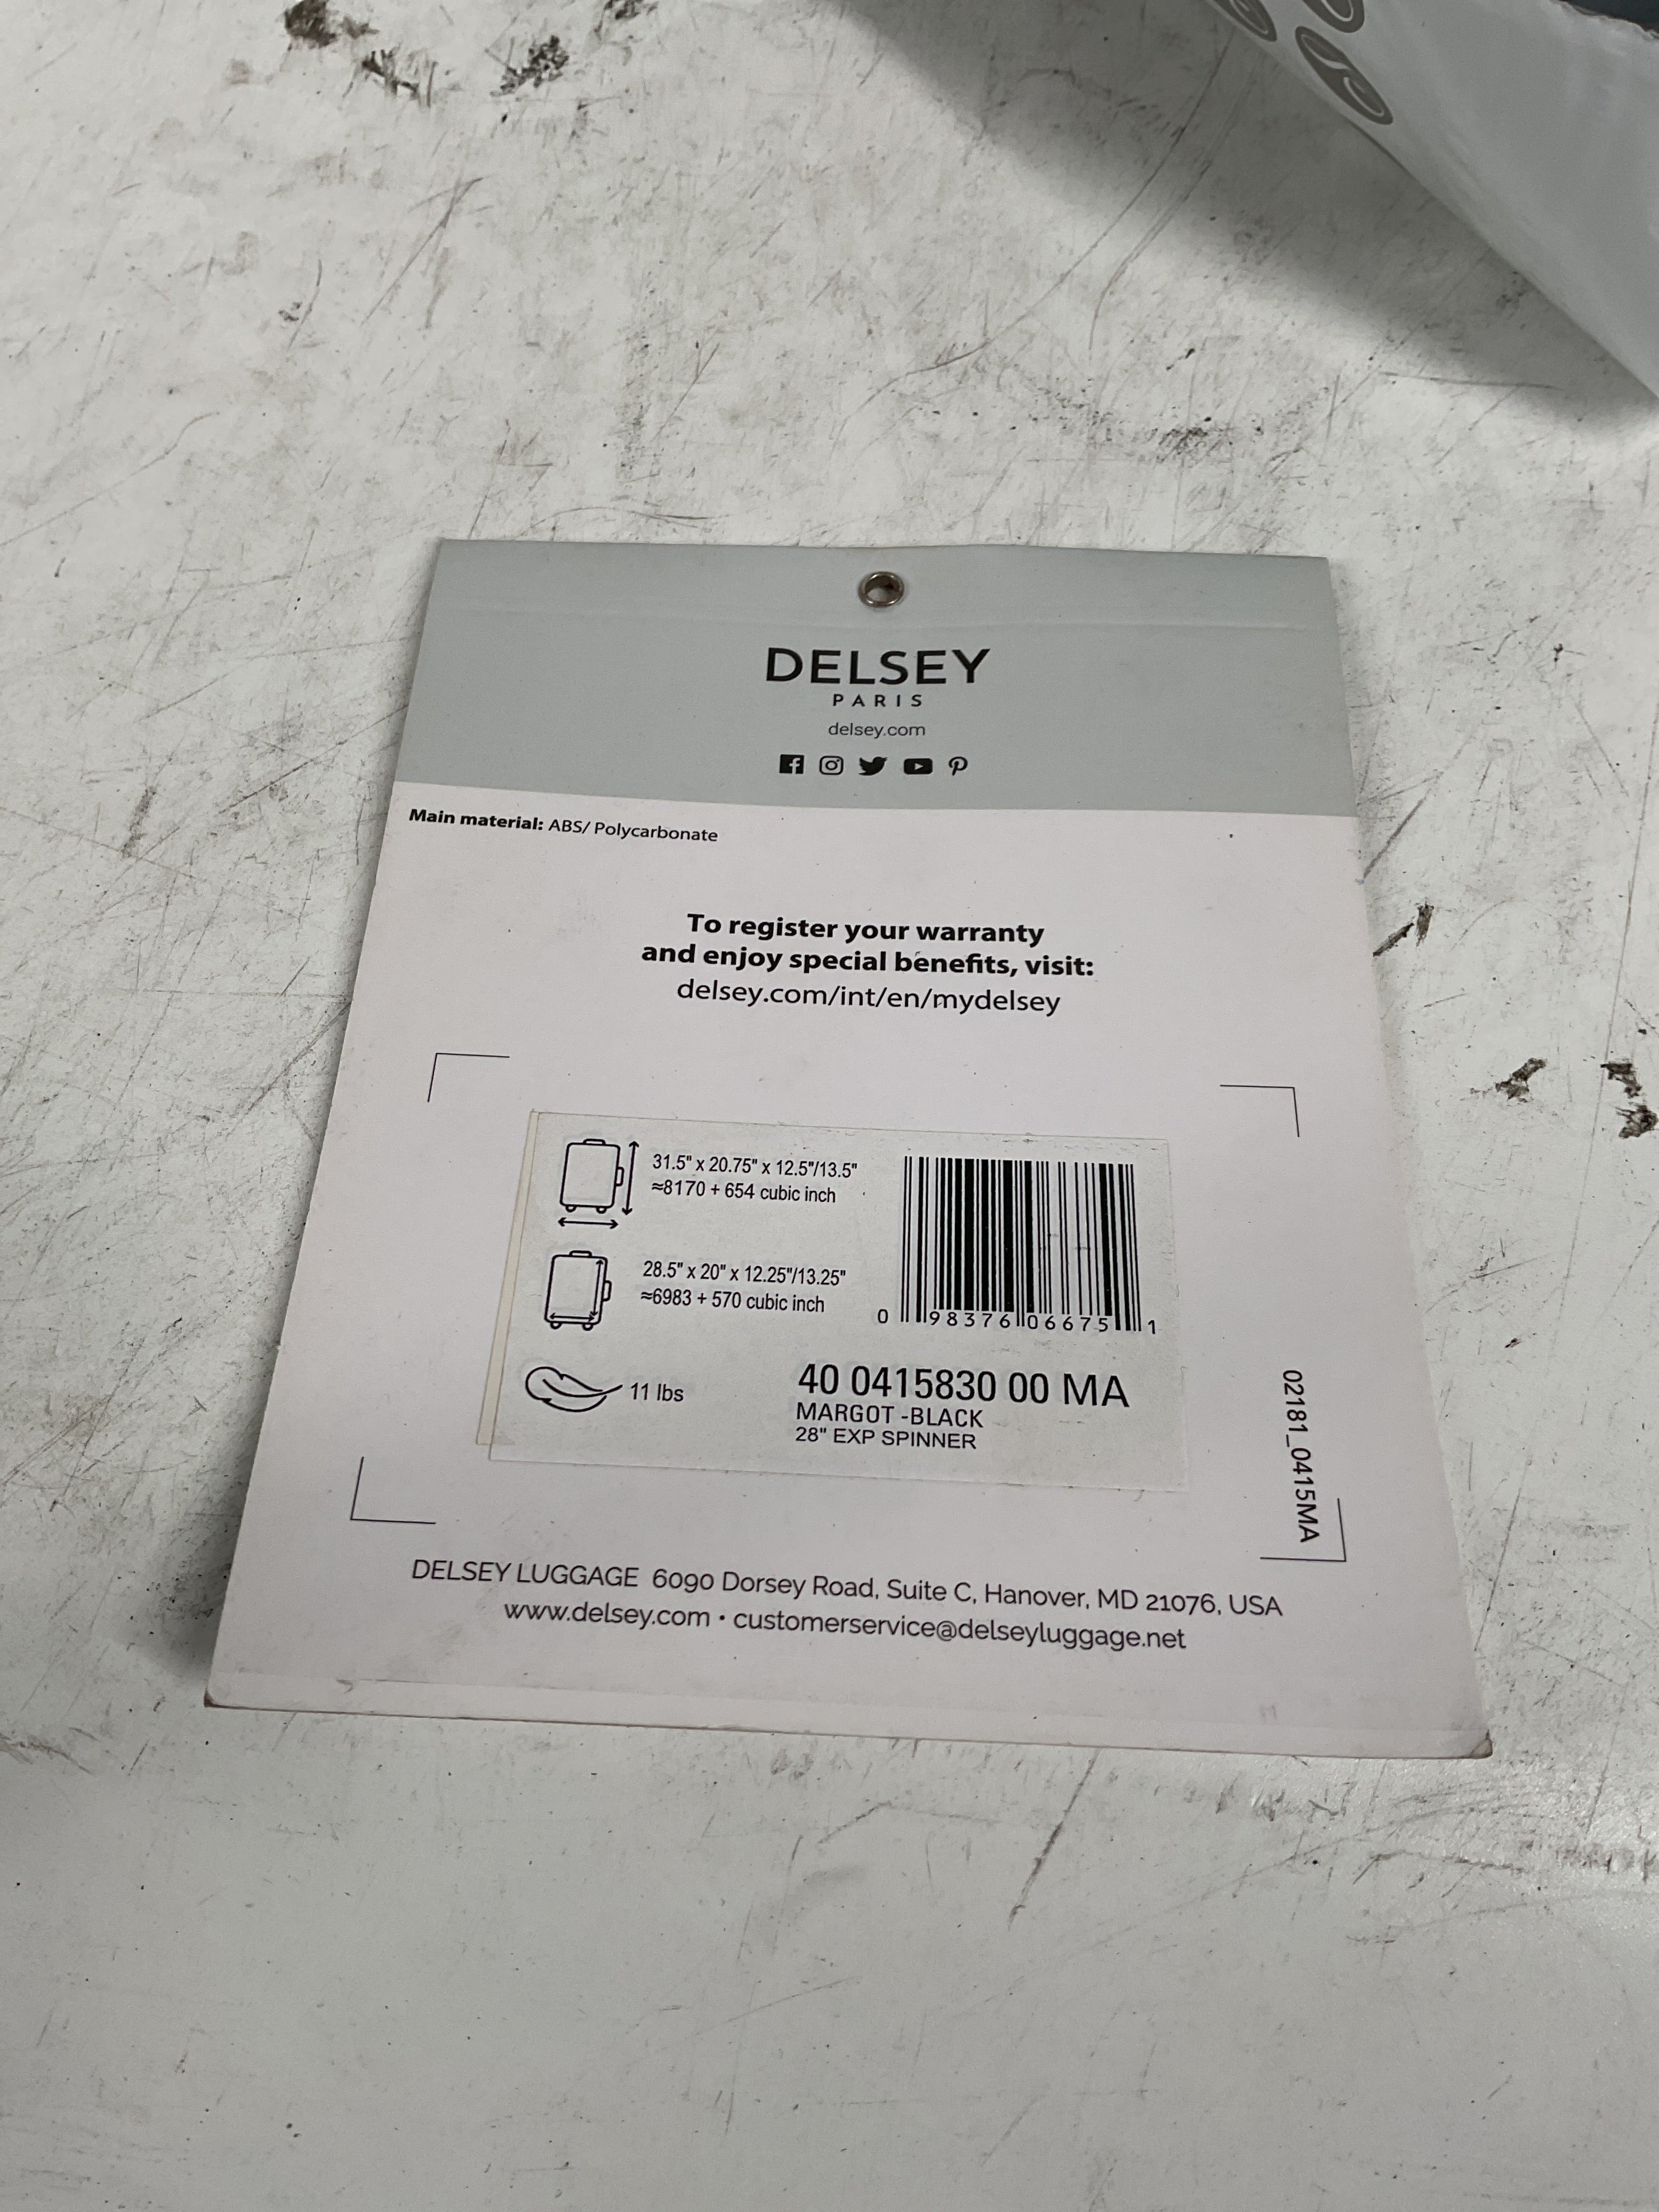 DELSEY
PARIS
delsey.com
Main material: ABS/ Polycarbonate
To register your warranty
and enjoy special benefits, visit:
delsey.com/int/en/mydelsey
31.5" x 20.75" x 12.5"/13.5"
≈8170 + 654 cubic inch
28.5" x 20" x 12.25"/13.25"
≈6983 + 570 cubic inch
11 lbs
0 98376 06675 1
40 0415830 00 MA
MARGOT -BLACK
28" EXP SPINNER
02181_0415MA
DELSEY LUGGAGE 6090 Dorsey Road, Suite C, Hanover, MD 21076, USA
www.delsey.com • customerservice@delseyluggage.net